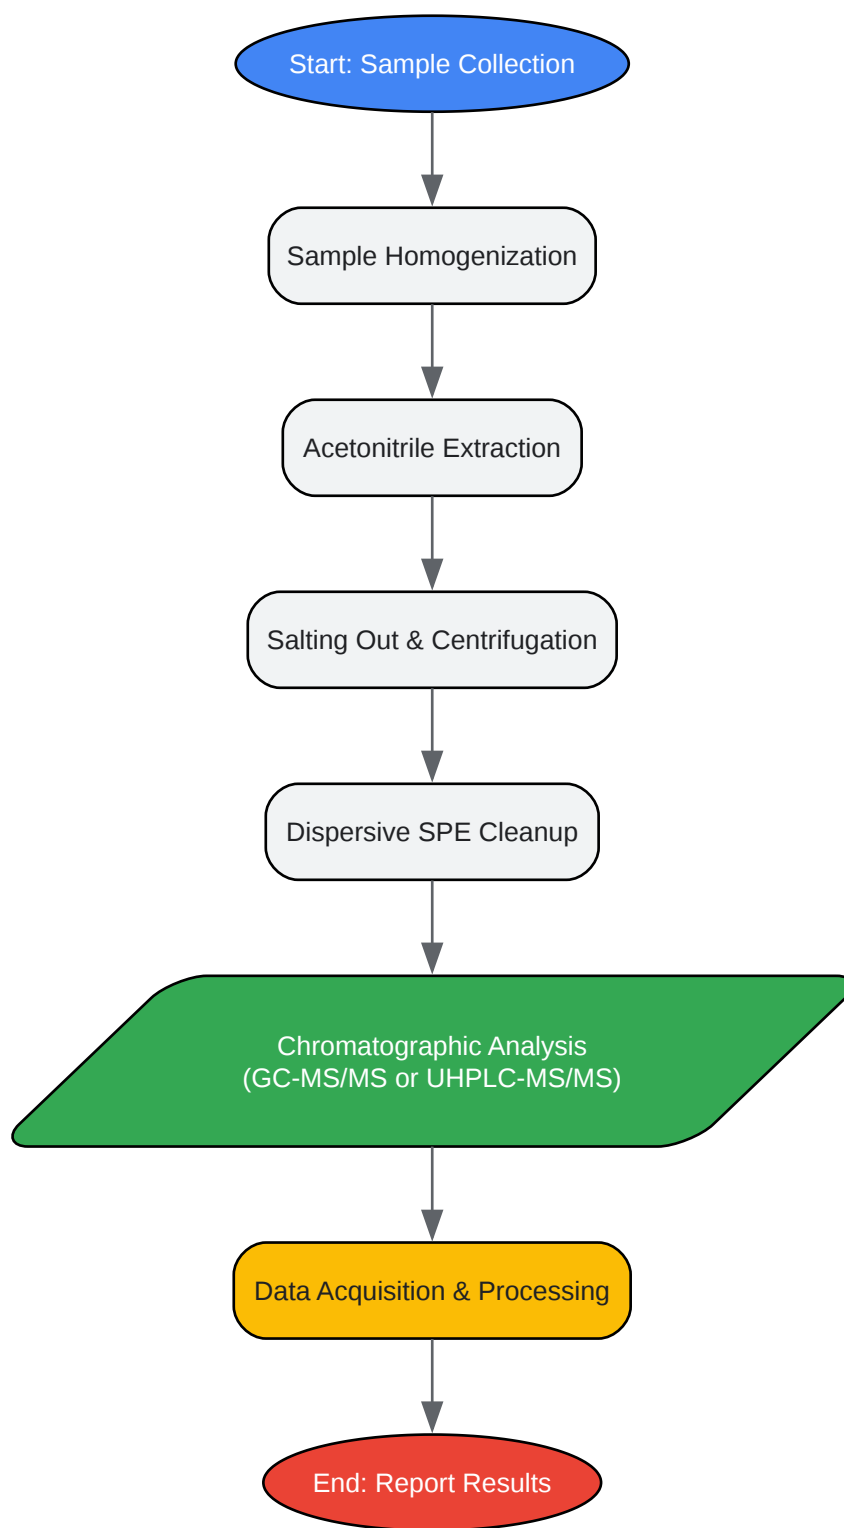 Start: Sample Collection
Sample Homogenization
Acetonitrile Extraction
Salting Out & Centrifugation
Dispersive SPE Cleanup
Chromatographic Analysis
(GC-MS/MS or UHPLC-MS/MS)
Data Acquisition & Processing
End: Report Results